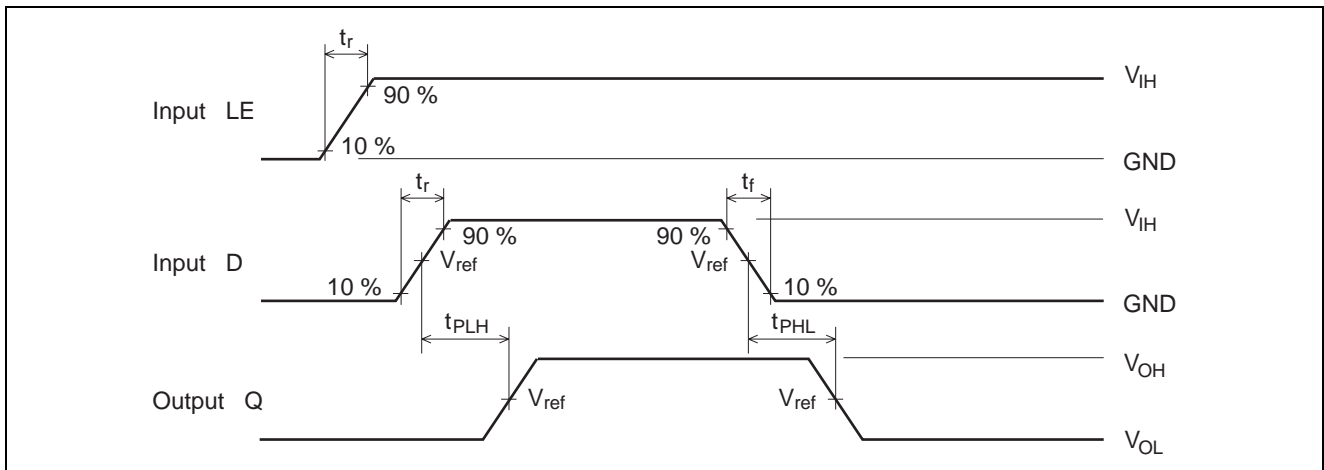 tr
Input LE
90 %
10 %
VIH
GND
tr
tf
Input D
10 %
90 %
Vref
90 %
Vref
10 %
VIH
GND
tPLH
tPHL
Output Q
Vref
Vref
VOH
VOL